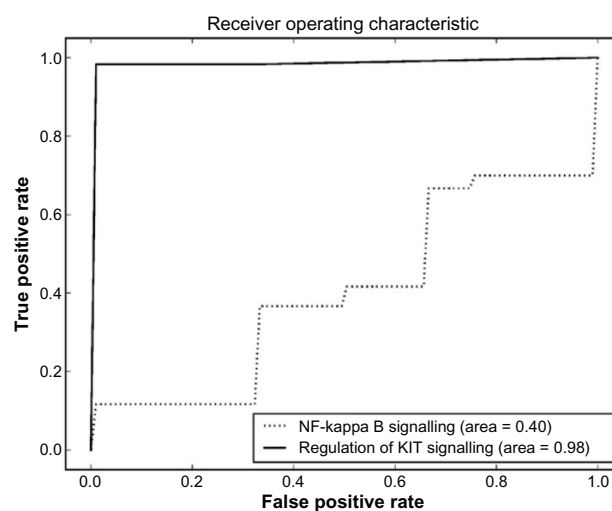 Receiver operating characteristic
True positive rate
1.0
0.8
0.6
0.4
0.2
0.0
NF-kappa B signalling (area = 0.40)
Regulation of KIT signalling (area = 0.98)
0.0 0.2 0.4 0.6 0.8 1.0
False positive rate